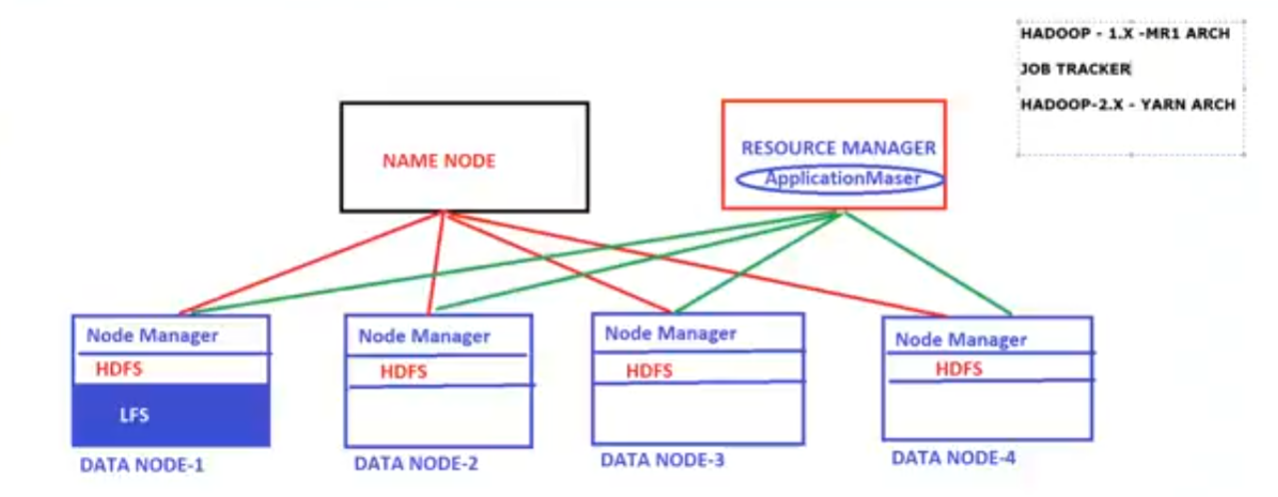 HADOOP - 1.X -MR1 ARCH
JOB TRACKER
HADOOP-2.X - YARN ARCH
NAME NODE
RESOURCE MANAGER
ApplicationMaser
Node Manager
HDFS
LFS
DATA NODE-1
Node Manager
HDFS
DATA NODE-2
Node Manager
HDFS
DATA NODE-3
Node Manager
HDFS
DATA NODE-4